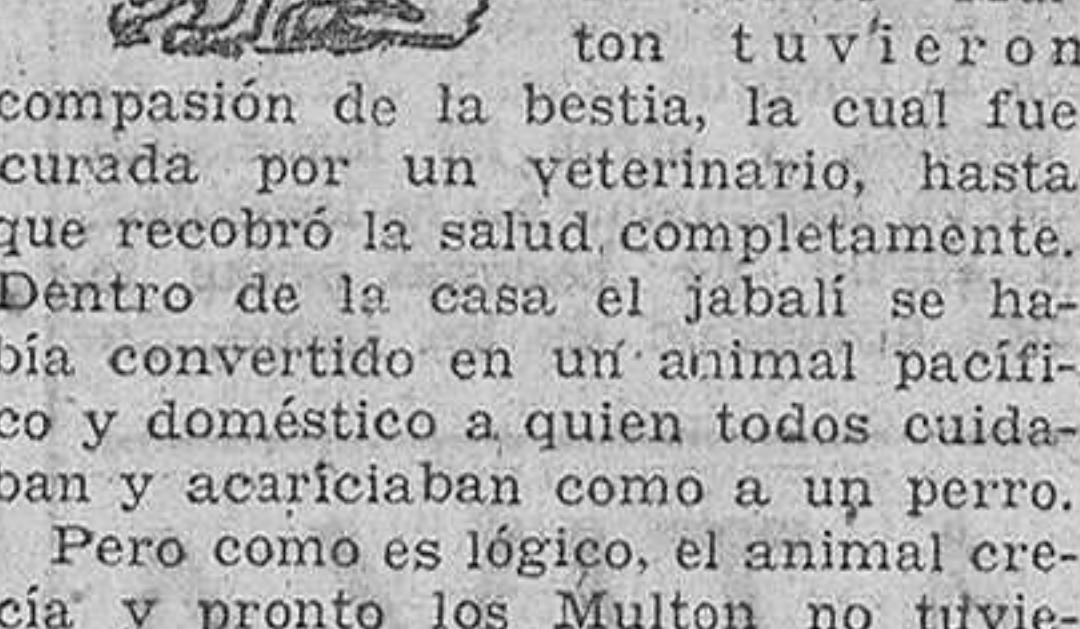 ton tuvieron
compasión de la bestia, la cual fue
curada por un veterinario, hasta
que recobró la salud completamente.
Dentro de la casa el jabalí se ha-
bía convertido en un animal pacífi-
co y doméstico a quien todos cuida-
ban y acariciaban como a un perro.
Pero como es lógico, el animal cre-
cía y pronto los Multon no tuvie-